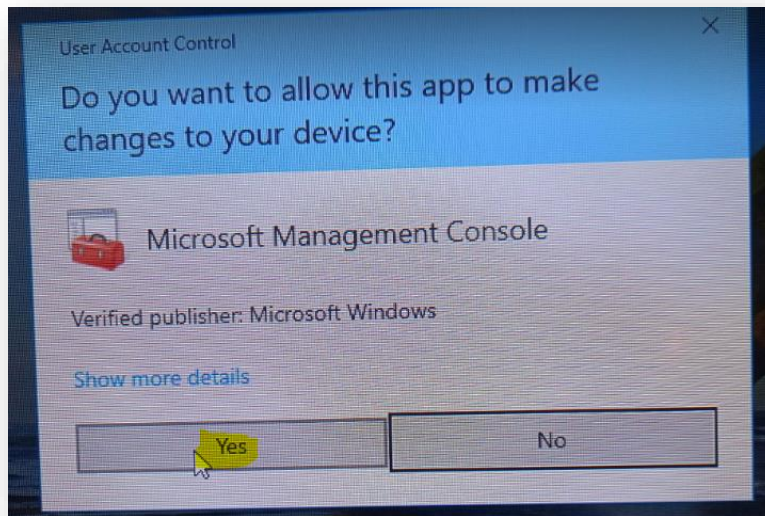 User Account Control
Do you want to allow this app to make
changes to your device?
Microsoft Management Console
Verified publisher: Microsoft Windows
Show more details
Yes
No